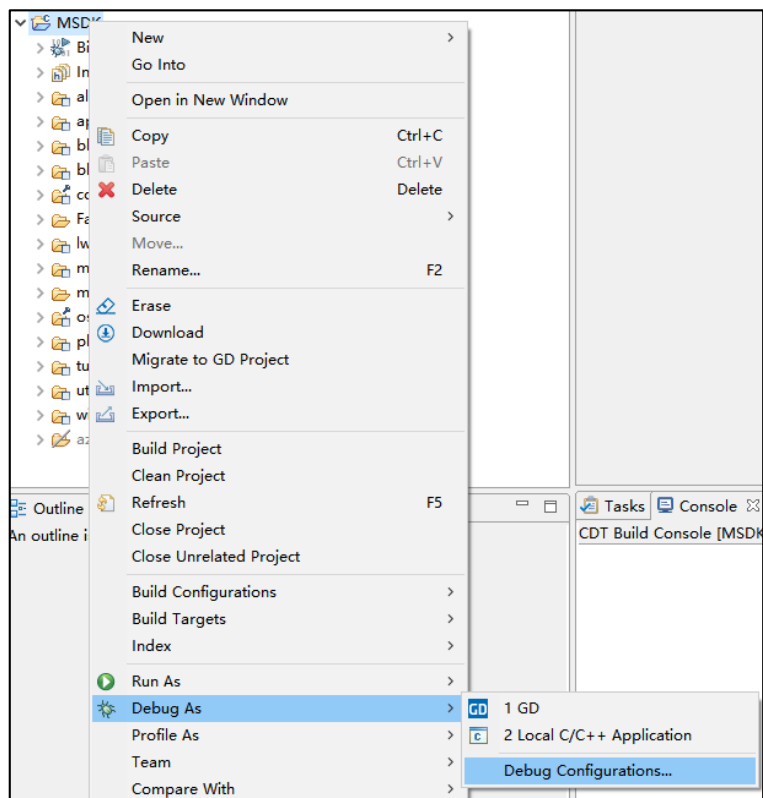 MSDK
New
Go Into
Open in New Window
Copy Ctrl+C
Paste Ctrl+V
Delete Delete
Source
Move...
Rename... F2
Erase
Download
Migrate to GD Project
Import...
Export...
Build Project
Clean Project
Refresh F5
Close Project
Close Unrelated Project
Build Configurations
Build Targets
Index
Run As
Debug As
Profile As
Team
Compare With
GD 1 GD
c 2 Local C/C++ Application
Debug Configurations...
Outline
An outline i
Tasks Console
CDT Build Console [MSDK